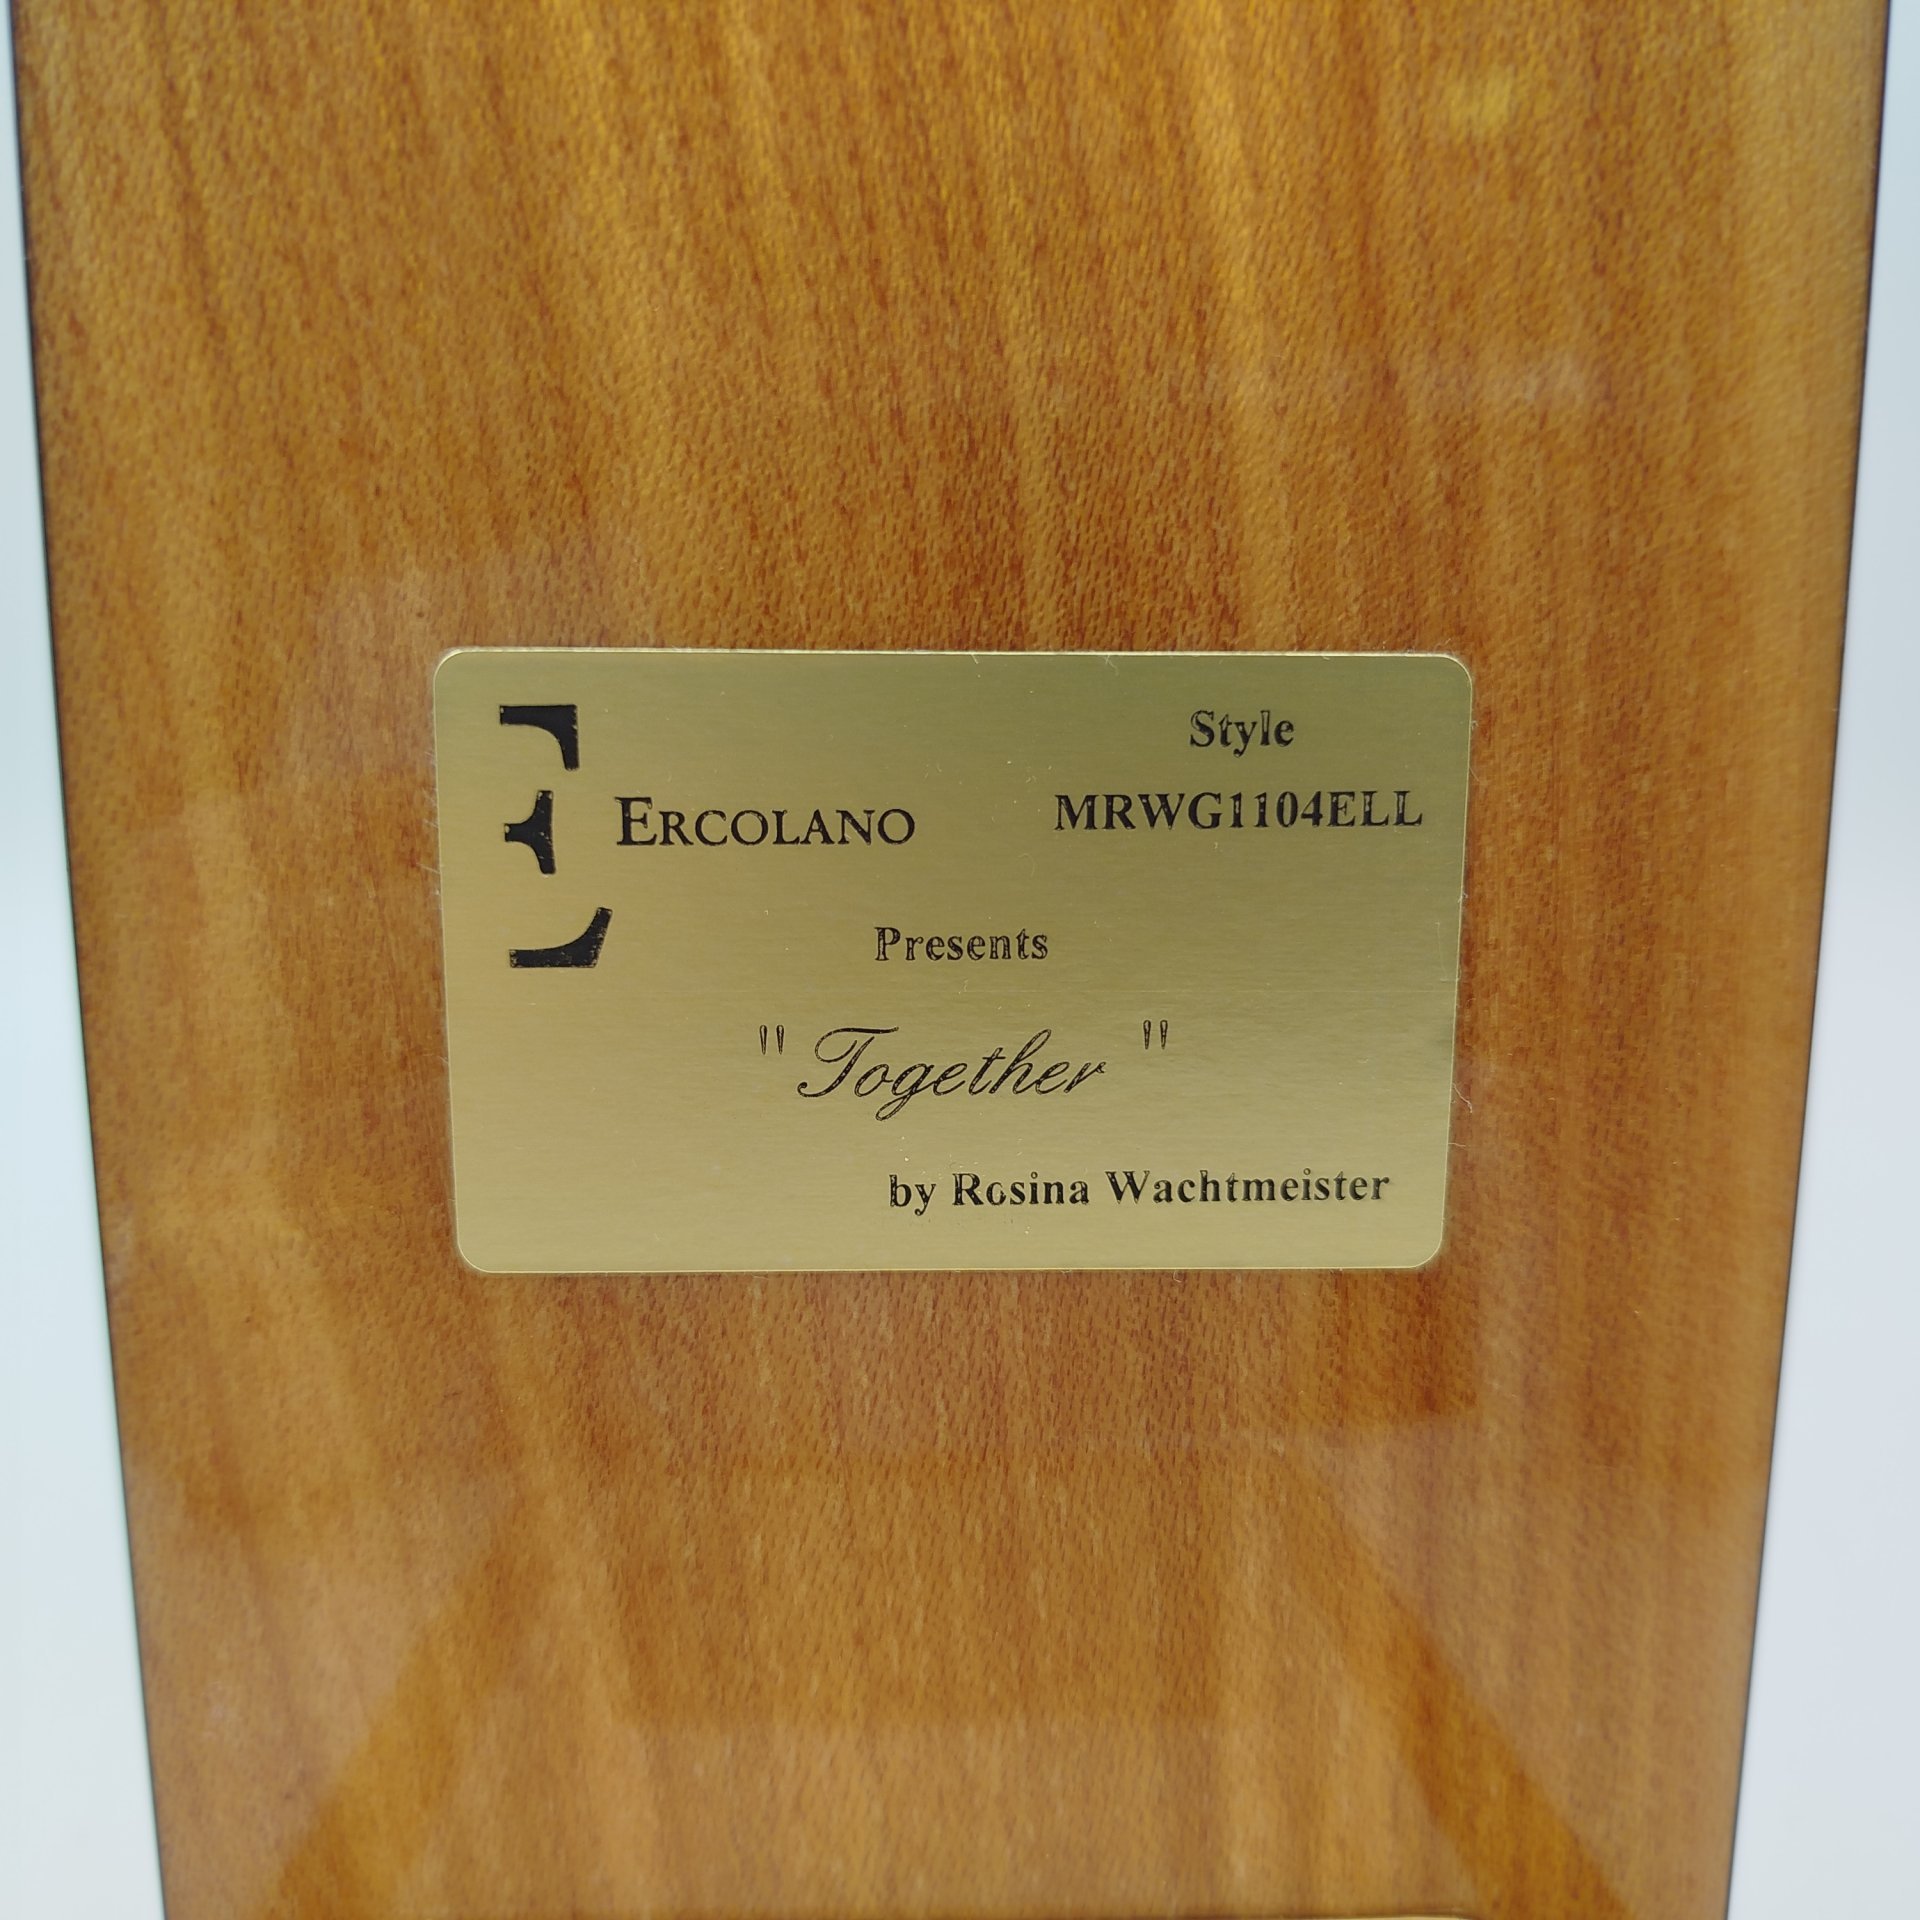 Style
ERCOLANO MRWG1104ELL
Presents
"Together"
by Rosina Wachtmeister